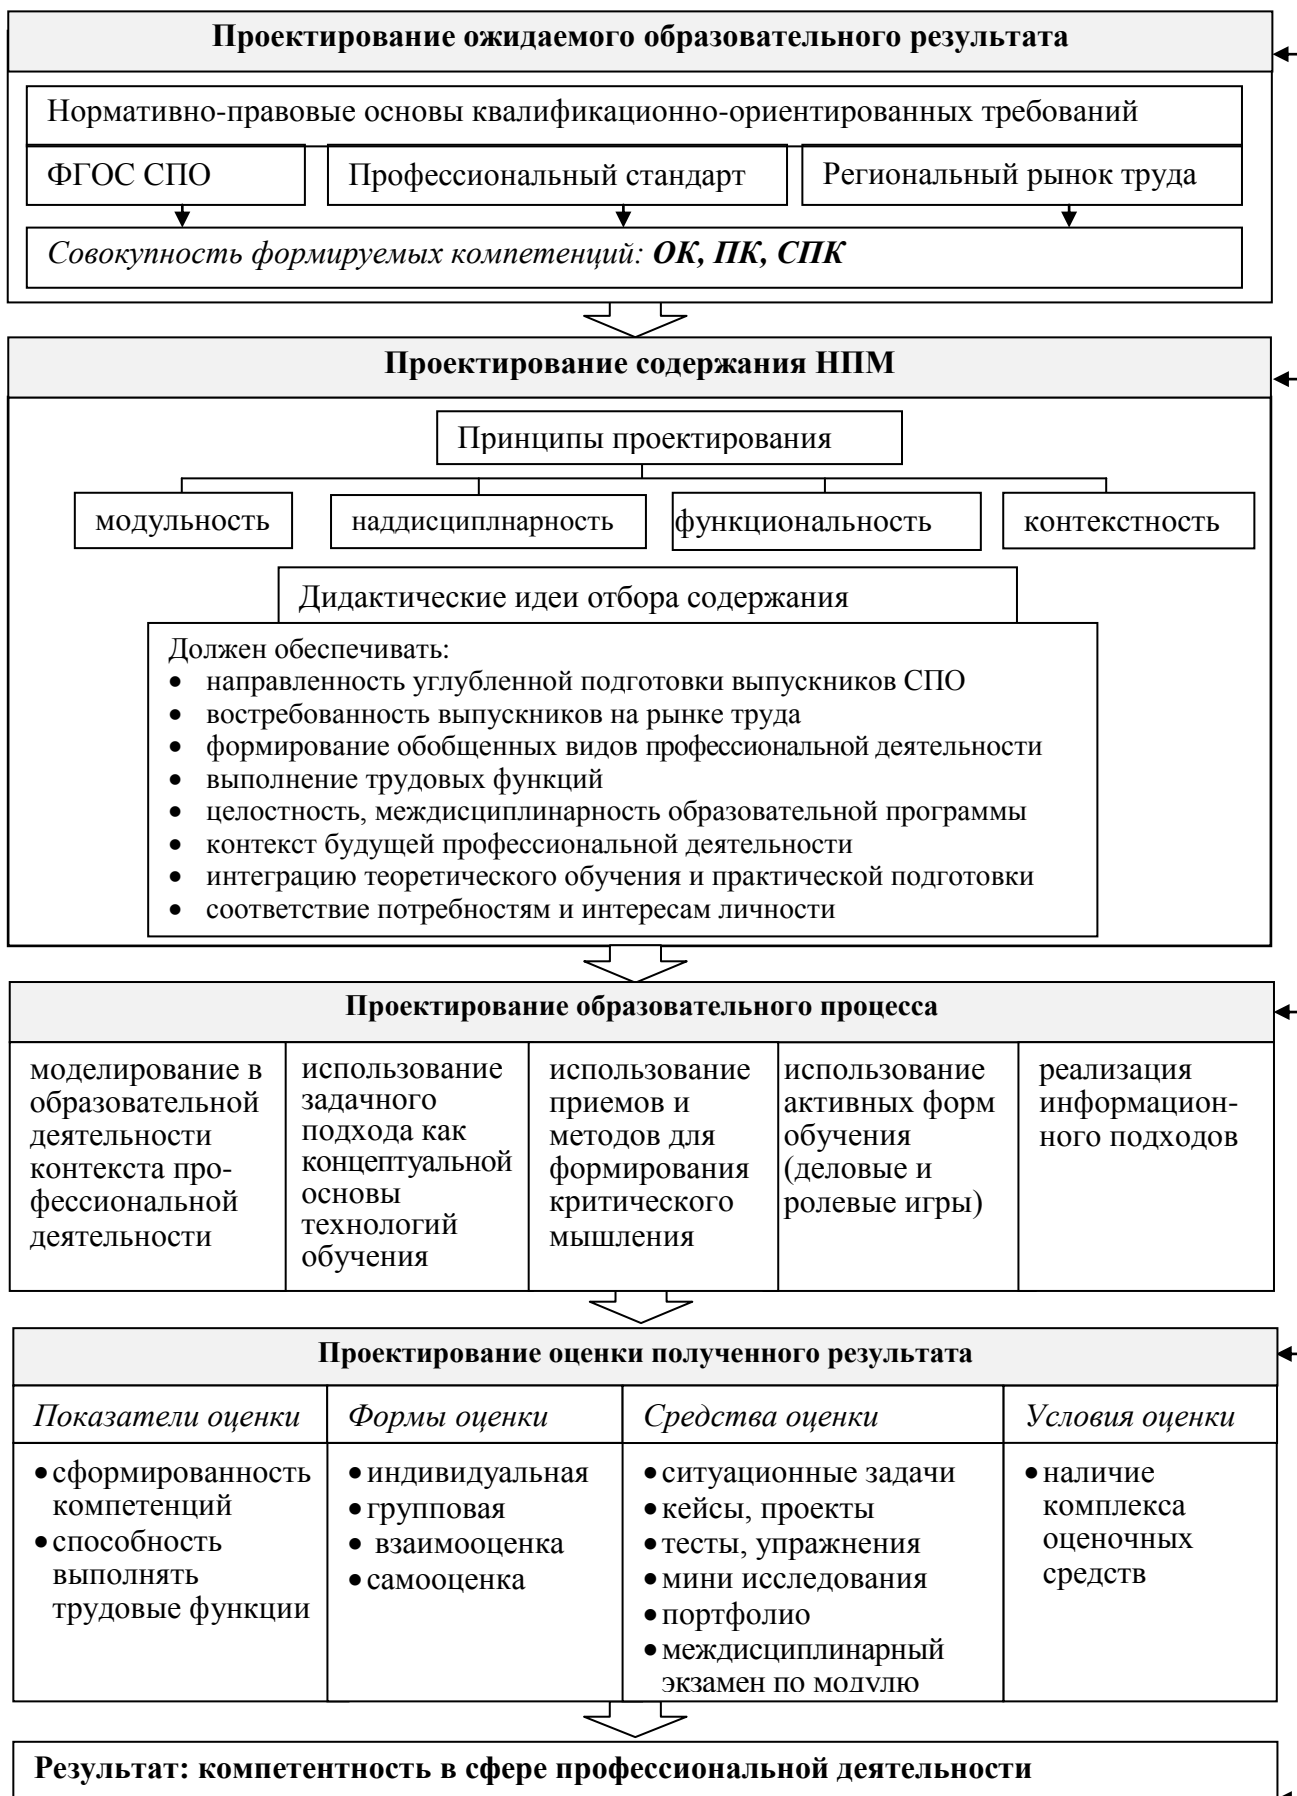 Проектирование ожидаемого образовательного результата
Нормативно-правовые основы квалификационно-ориентированных требований
ФГОС СПО
Профессиональный стандарт
Региональный рынок труда
Совокупность формируемых компетенций: ОК, ПК, СПК
Проектирование содержания НПМ
Принципы проектирования
модульность
наддисциплнарность
функциональность
контекстность
Дидактические идеи отбора содержания
Должен обеспечивать:
• направленность углубленной подготовки выпускников СПО
• востребованность выпускников на рынке труда
• формирование обобщенных видов профессиональной деятельности
• выполнение трудовых функций
• целостность, междисциплинарность образовательной программы
• контекст будущей профессиональной деятельности
• интеграцию теоретического обучения и практической подготовки
• соответствие потребностям и интересам личности
Проектирование образовательного процесса
моделирование в
образовательной
деятельности
контекста про-
фессиональной
деятельности
использование
задачного
подхода как
концептуальной
основы
технологий
обучения
использование
приемов и
методов для
формирования
критического
мышления
использование
активных форм
обучения
(деловые и
ролевые игры)
реализация
информацион-
ного подходов
Проектирование оценки полученного результата
Показатели оценки
• сформированность
компетенций
• способность
выполнять
трудовые функции
Формы оценки
• индивидуальная
• групповая
• взаимооценка
• самооценка
Средства оценки
• ситуационные задачи
• кейсы, проекты
• тесты, упражнения
• мини исследования
• портфолио
• междисциплинарный
экзамен по модулю
Условия оценки
• наличие
комплекса
оценочных
средств
Результат: компетентность в сфере профессиональной деятельности